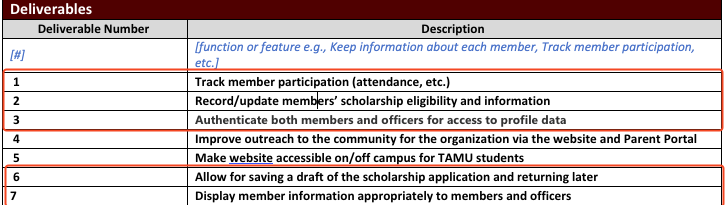 Deliverables
Deliverable Number Description
[#] [function or feature e.g., Keep information about each member, Track member participation,
etc.]
1 Track member participation (attendance, etc.)
2 Record/update members’ scholarship eligibility and information
3 Authenticate both members and officers for access to profile data
4 Improve outreach to the community for the organization via the website and Parent Portal
5 Make website accessible on/off campus for TAMU students
6 Allow for saving a draft of the scholarship application and returning later
7 Display member information appropriately to members and officers